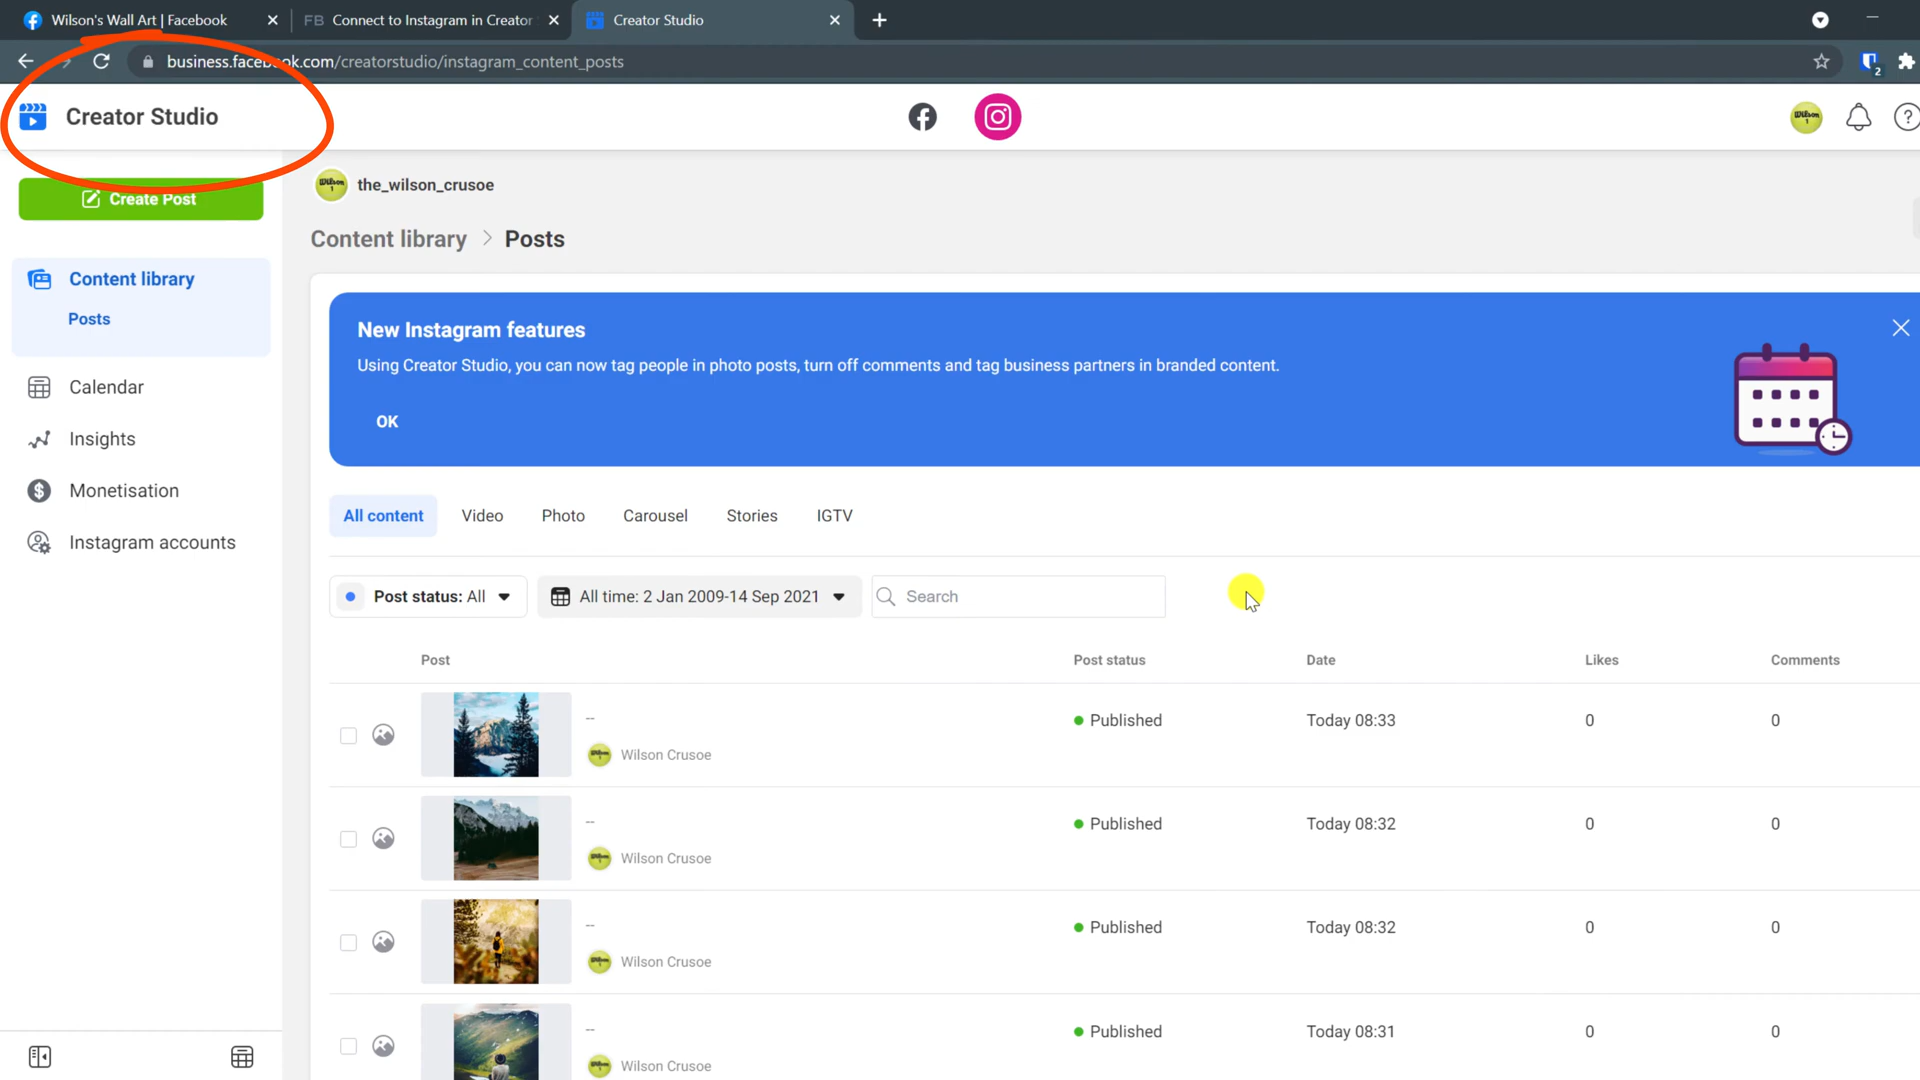 Wilson's Wall Art | Facebook
FB Connect to Instagram in Creator
Creator Studio
business.facebook.com/creatorstudio/instagram_content_posts
2
Creator Studio
Create Post
the_wilson_crusoe
Content library > Posts
Content library
Posts
Calendar
Insights
Monetisation
Instagram accounts
New Instagram features
Using Creator Studio, you can now tag people in photo posts, turn off comments and tag business partners in branded content.
OK
All content Video Photo Carousel Stories IGTV
Post status: All All time: 2 Jan 2009-14 Sep 2021 Search
Post Post status Date Likes Comments
-- Published Today 08:33 0 0
Wilson Crusoe
-- Published Today 08:32 0 0
Wilson Crusoe
-- Published Today 08:32 0 0
Wilson Crusoe
-- Published Today 08:31 0 0
Wilson Crusoe